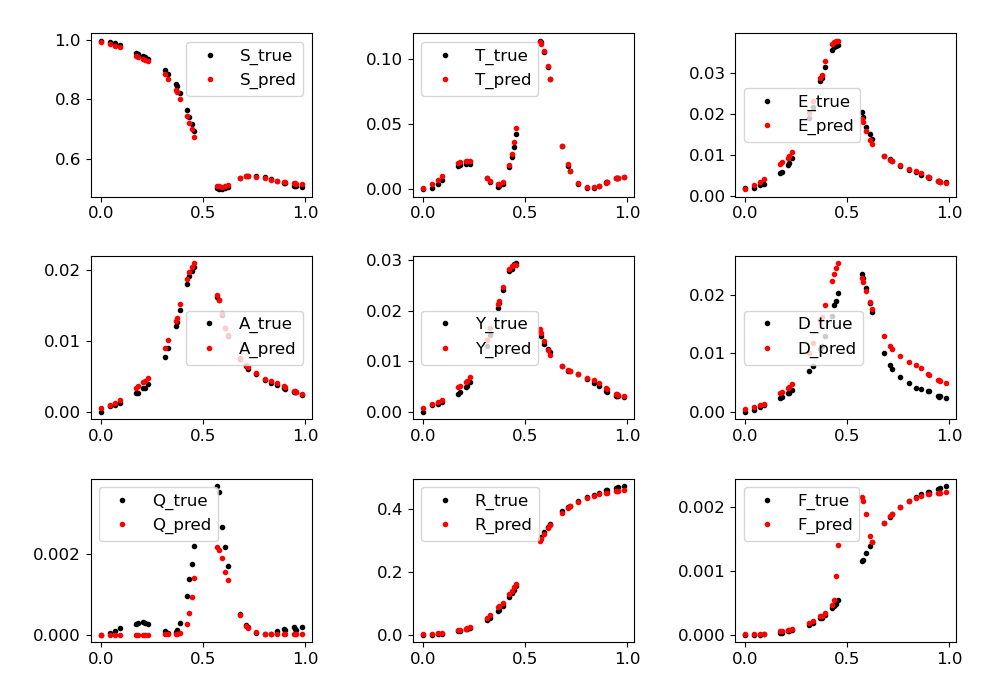 1.0
0.8
0.6
S_true
S_pred
0.0 0.5 1.0
0.10
0.05
0.00
T_true
T_pred
0.0 0.5 1.0
0.03
0.02
0.01
0.00
E_true
E_pred
0.0 0.5 1.0
0.02
0.01
0.00
A_true
A_pred
0.0 0.5 1.0
0.03
0.02
0.01
0.00
Y_true
Y_pred
0.0 0.5 1.0
0.02
0.01
0.00
D_true
D_pred
0.0 0.5 1.0
0.002
0.000
Q_true
Q_pred
0.0 0.5 1.0
0.4
0.2
0.0
R_true
R_pred
0.0 0.5 1.0
0.002
0.001
0.000
F_true
F_pred
0.0 0.5 1.0